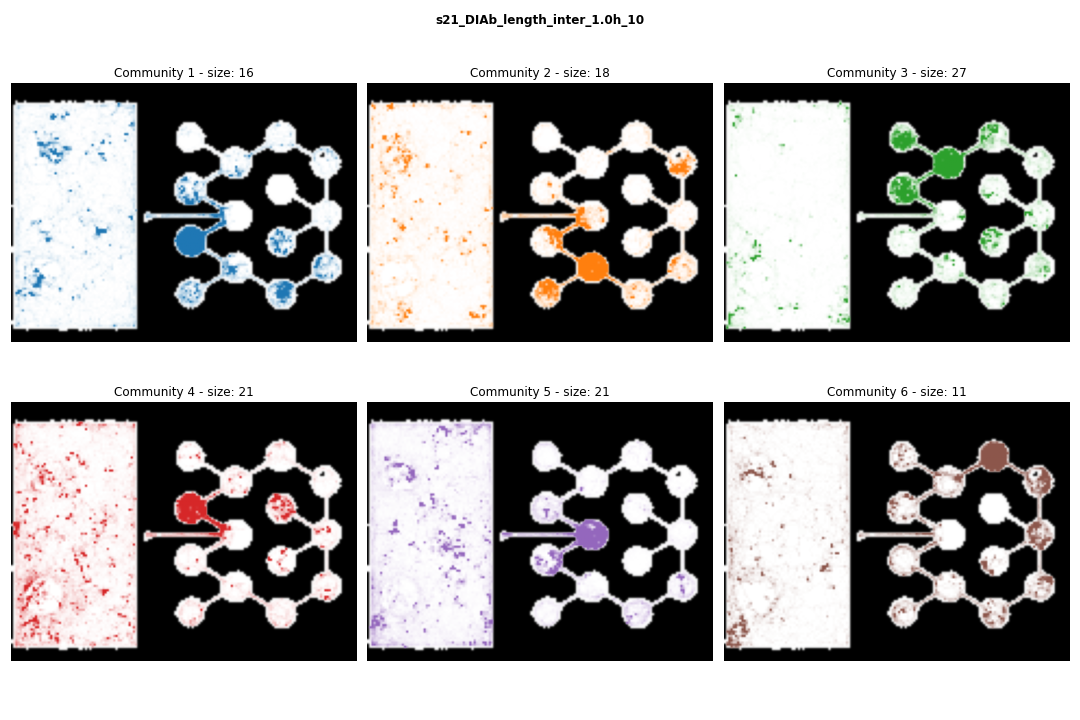 s21_DIAb_length_inter_1.0h_10
Community 1 - size: 16
Community 2 - size: 18
Community 3 - size: 27
Community 4 - size: 21
Community 5 - size: 21
Community 6 - size: 11